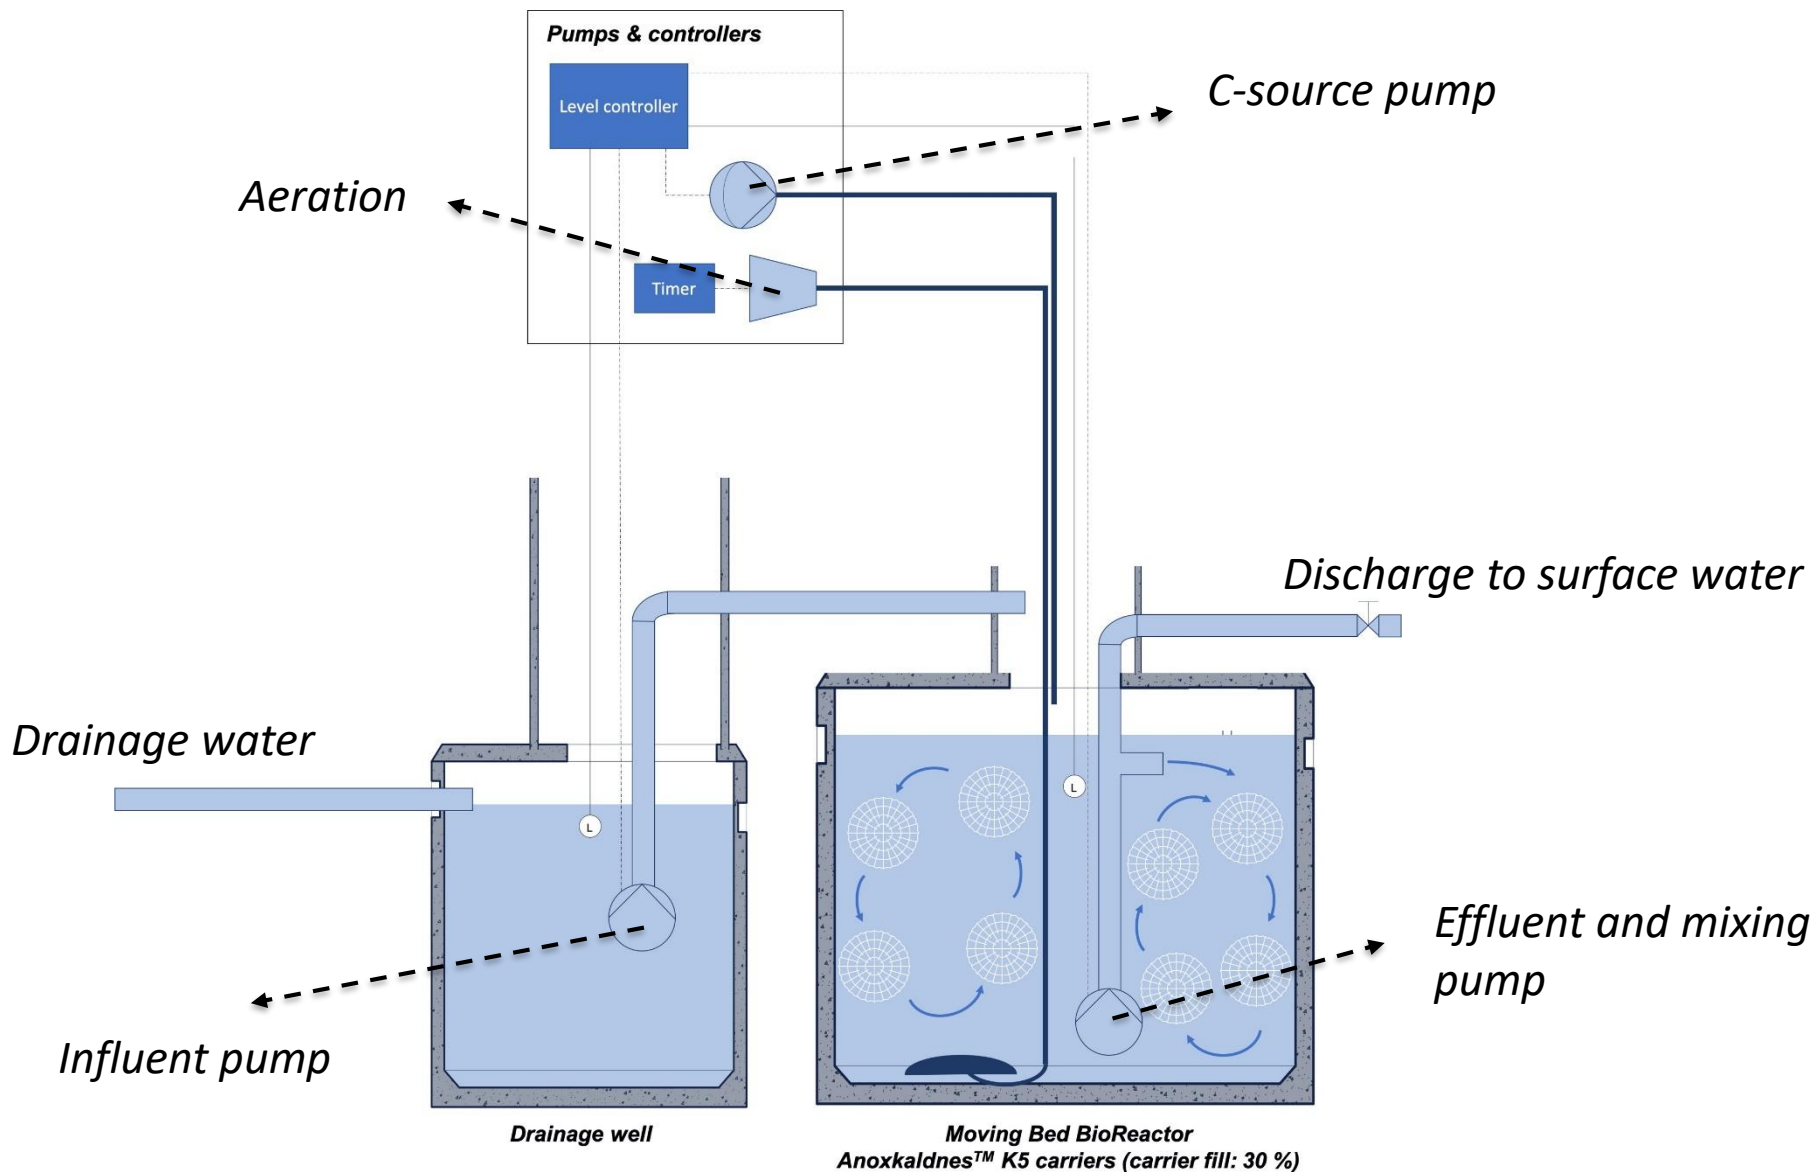 Pumps & controllers
Level controller
C-source pump
Aeration
Timer
Discharge to surface water
Drainage water
L
L
Effluent and mixing
pump
Influent pump
Drainage well
Moving Bed BioReactor
Anoxkaldnes™ K5 carriers (carrier fill: 30 %)